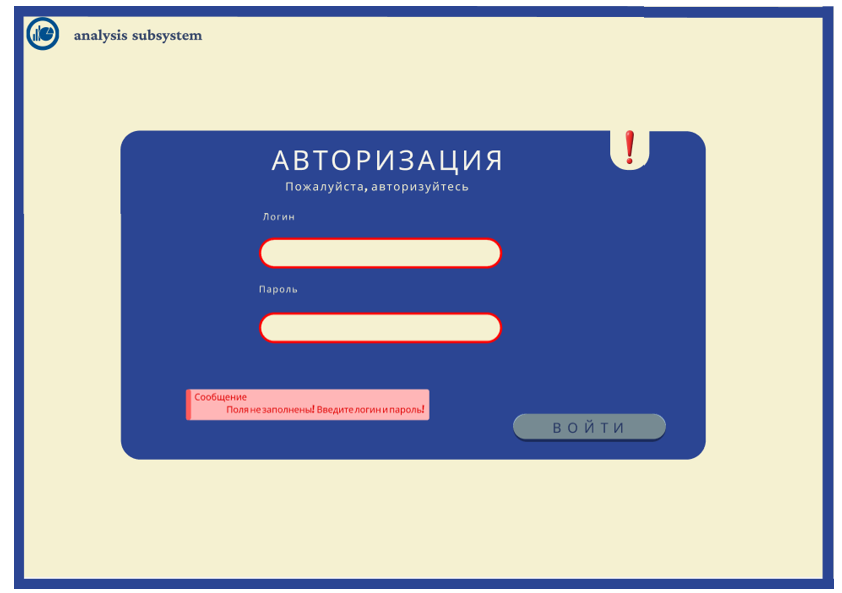 analysis subsystem
АВТОРИЗАЦИЯ
Пожалуйста, авторизуйтесь
Логин
Пароль
Сообщение
Поля не заполнены! Введите логин и пароль!
ВОЙТИ